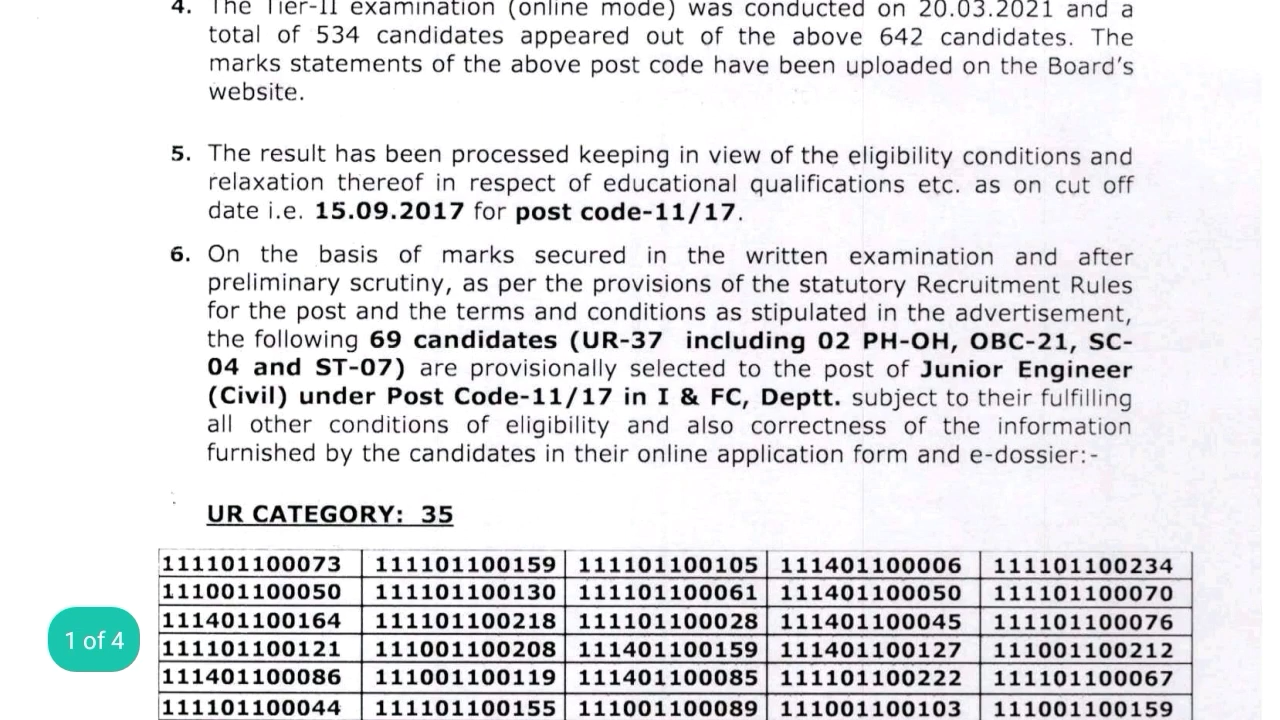 4. The Tier-II examination (online mode) was conducted on 20.03.2021 and a
total of 534 candidates appeared out of the above 642 candidates. The
marks statements of the above post code have been uploaded on the Board's
website.
5. The result has been processed keeping in view of the eligibility conditions and
relaxation thereof in respect of educational qualifications etc. as on cut off
date i.e. 15.09.2017 for post code-11/17.
6. On the basis of marks secured in the written examination and after
preliminary scrutiny, as per the provisions of the statutory Recruitment Rules
for the post and the terms and conditions as stipulated in the advertisement,
the following 69 candidates (UR-37 including 02 PH-OH, OBC-21, SC-
04 and ST-07) are provisionally selected to the post of Junior Engineer
(Civil) under Post Code-11/17 in I & FC, Deptt. subject to their fulfilling
all other conditions of eligibility and also correctness of the information
furnished by the candidates in their online application form and e-dossier:-
UR CATEGORY: 35
111101100073 111101100159 111101100105 111401100006 111101100234
111001100050 111101100130 111101100061 111401100050 111101100070
111401100164 111101100218 111101100028 111401100045 111101100076
111101100121 111001100208 111401100159 111401100127 111001100212
111401100086 111001100119 111401100085 111101100222 111101100067
111101100044 111101100155 111001100089 111001100103 111001100159
1 of 4